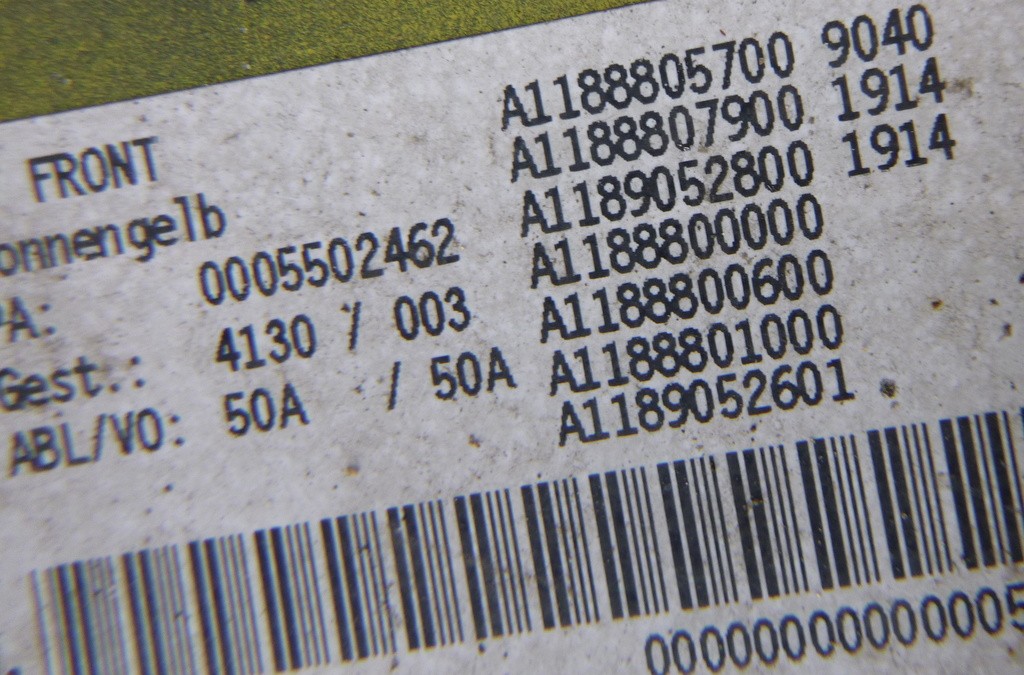 FRONT
onnengelb
PA: 0005502462
Gest.: 4130 / 003
ABL/VO: 50A / 50A
A1188805700 9040
A1188807900 1914
A1189052800 1914
A1188800000
A1188800600
A1188801000
A1189052601
00000000000005